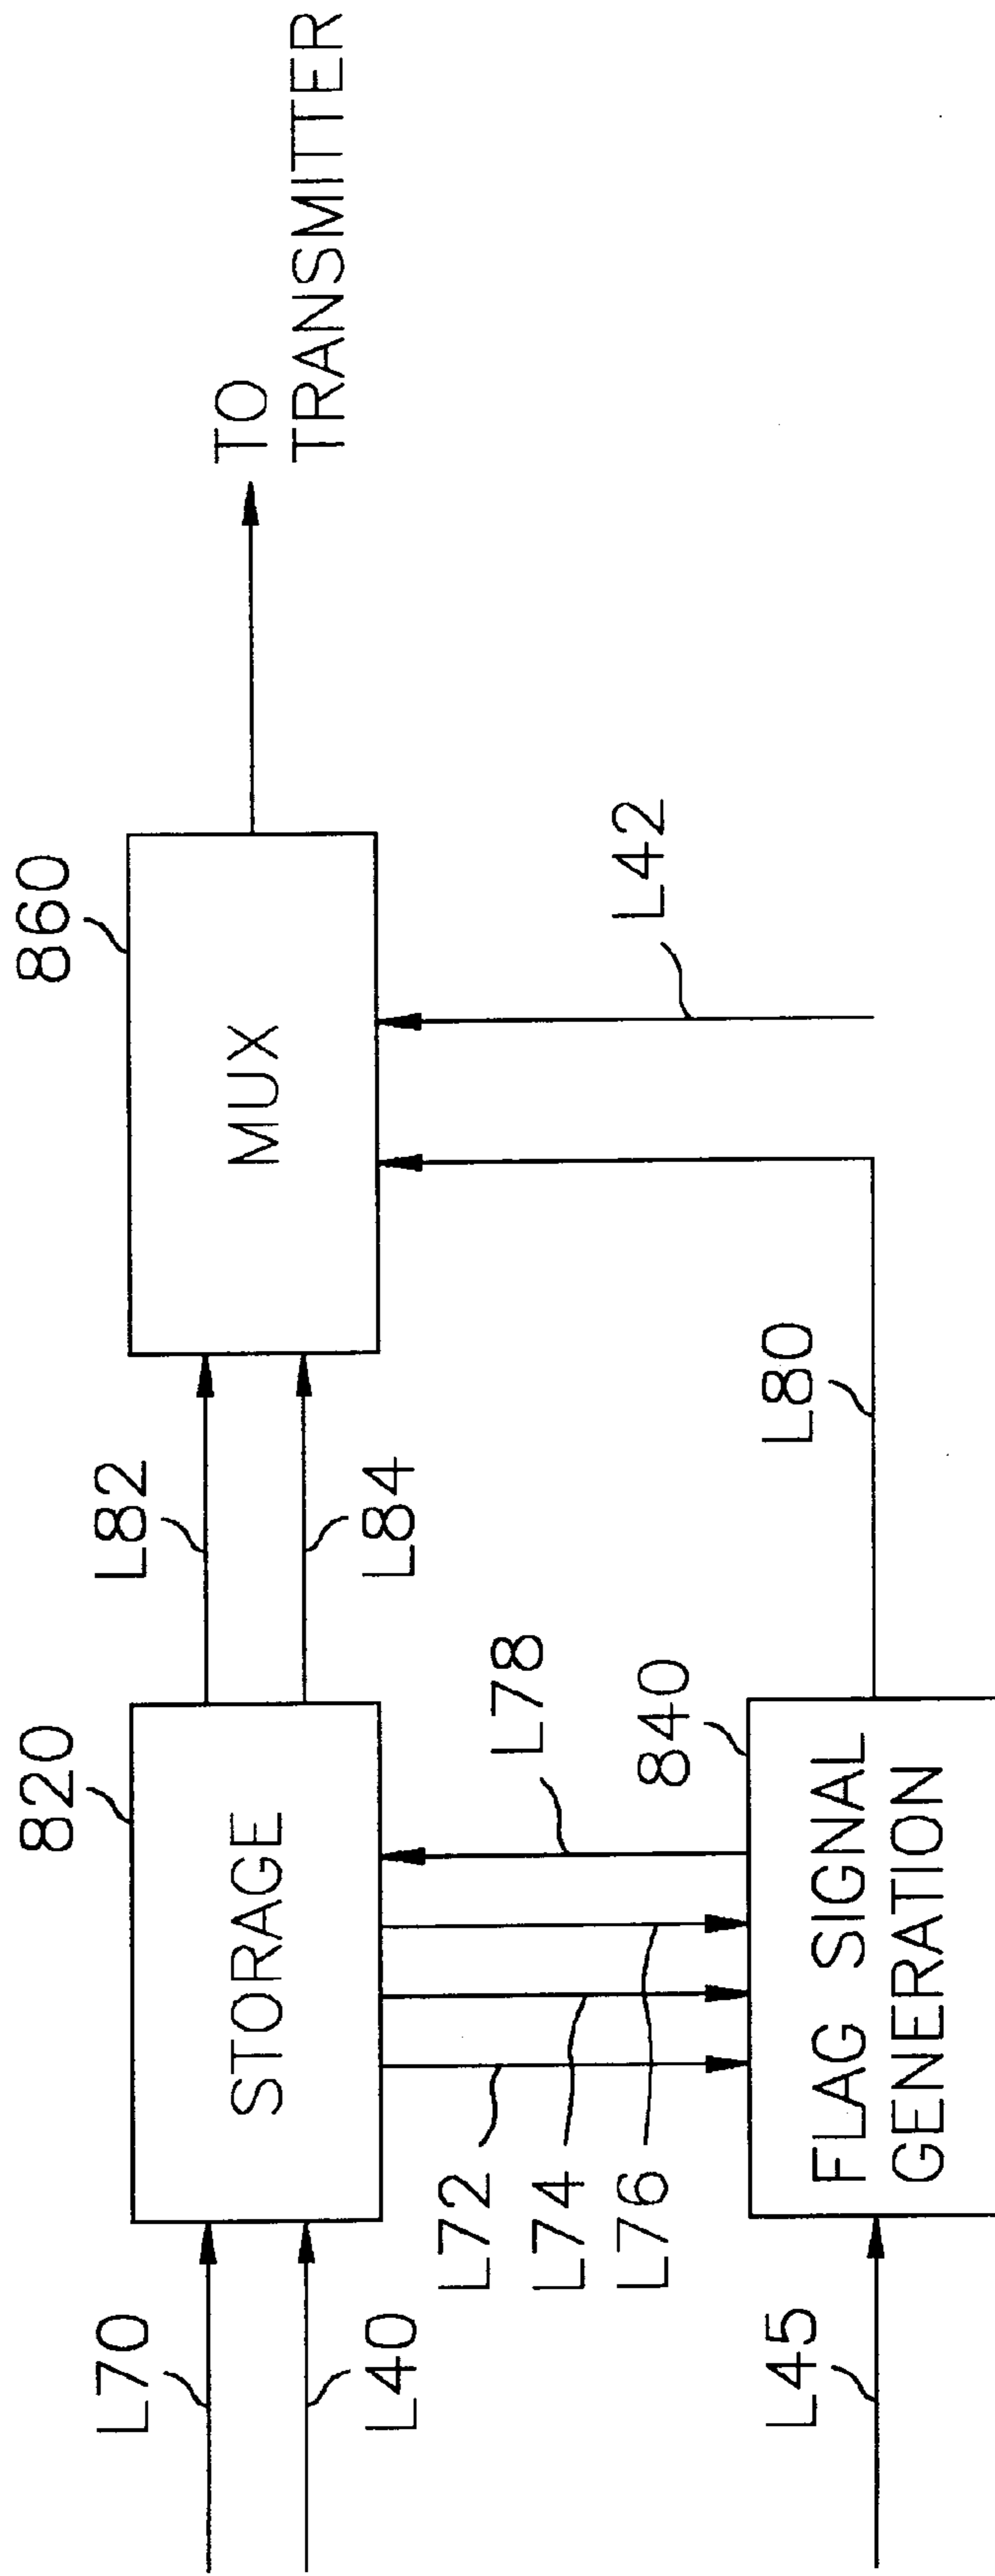 L70
L40
820
STORAGE
L82
L84
860
MUX
TO
TRANSMITTER
L72
L74
L76
L78
L42
L80
L45
840
FLAG SIGNAL
GENERATION